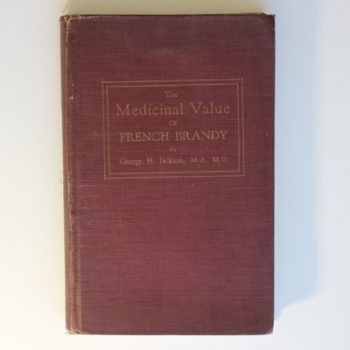 The
Medicinal Value
OF
FRENCH BRANDY
by
George H. Jackson, M.A., M.D.